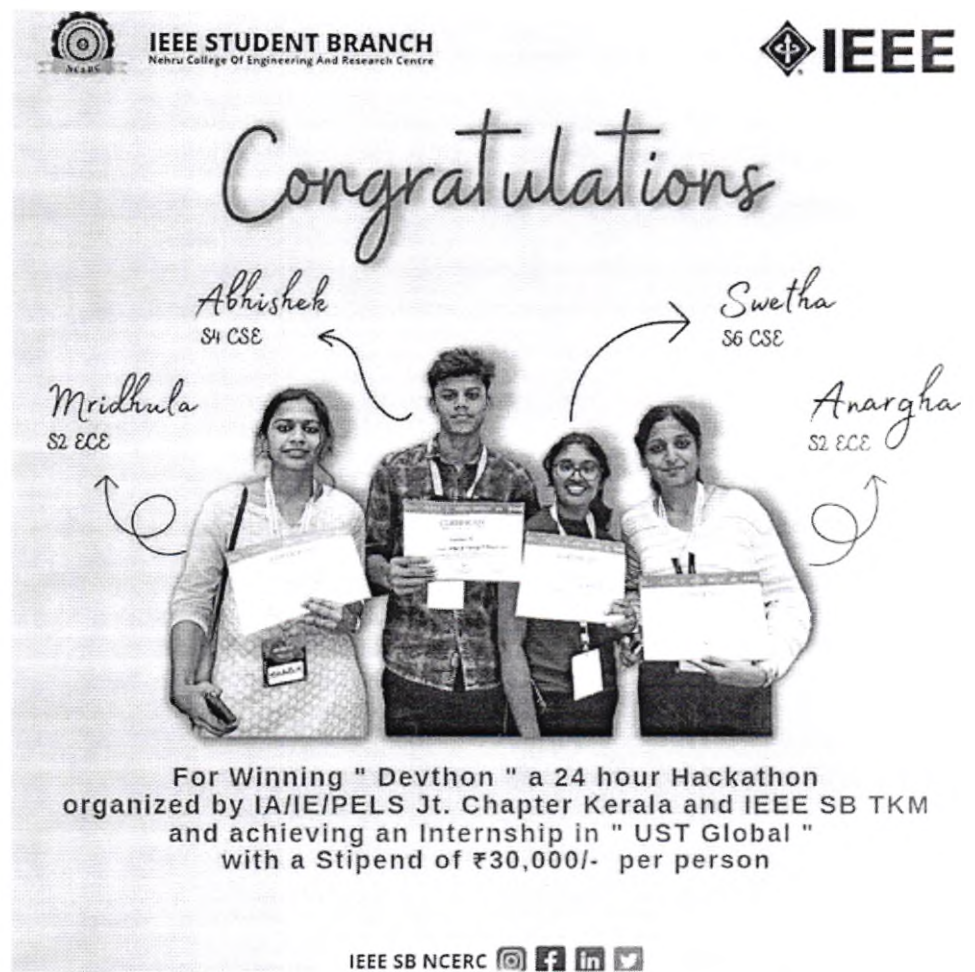 NCERC
IEEE STUDENT BRANCH
Nehru College Of Engineering And Research Centre
IEEE
Congratulations
Abhishek
S4 CSE
Swetha
S6 CSE
Mridhula
S2 ECE
Anargha
S2 ECE
For Winning " Devthon " a 24 hour Hackathon
organized by IA/IE/PELS Jt. Chapter Kerala and IEEE SB TKM
and achieving an Internship in " UST Global "
with a Stipend of ₹30,000/- per person
IEEE SB NCERC